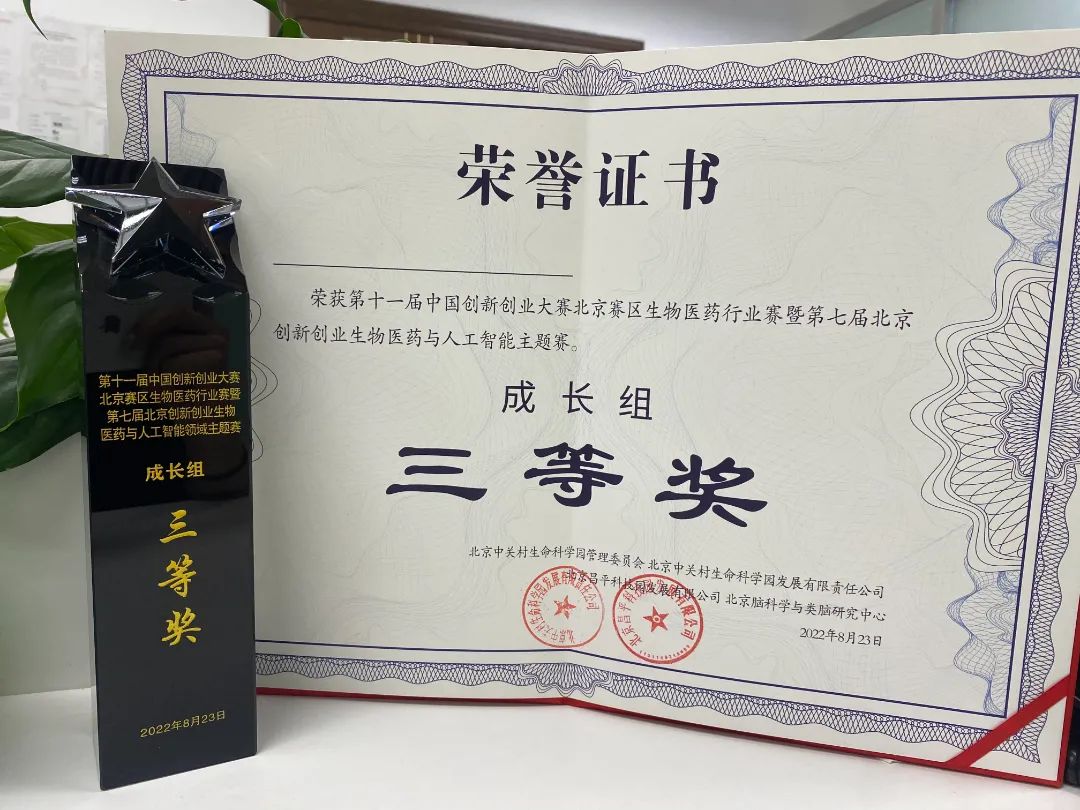 第十一届中国创新创业大赛
北京赛区生物医药行业赛暨
第七届北京创新创业生物
医药与人工智能领域主题赛
成长组
三等奖
2022年8月23日
荣誉证书
荣获第十一届中国创新创业大赛北京赛区生物医药行业赛暨第七届北京
创新创业生物医药与人工智能主题赛。
成长组
三等奖
北京中关村生命科学园管理委员会 北京中关村生命科学园发展有限责任公司
北京昌平科技园发展有限公司 北京脑科学与类脑研究中心
2022年8月23日